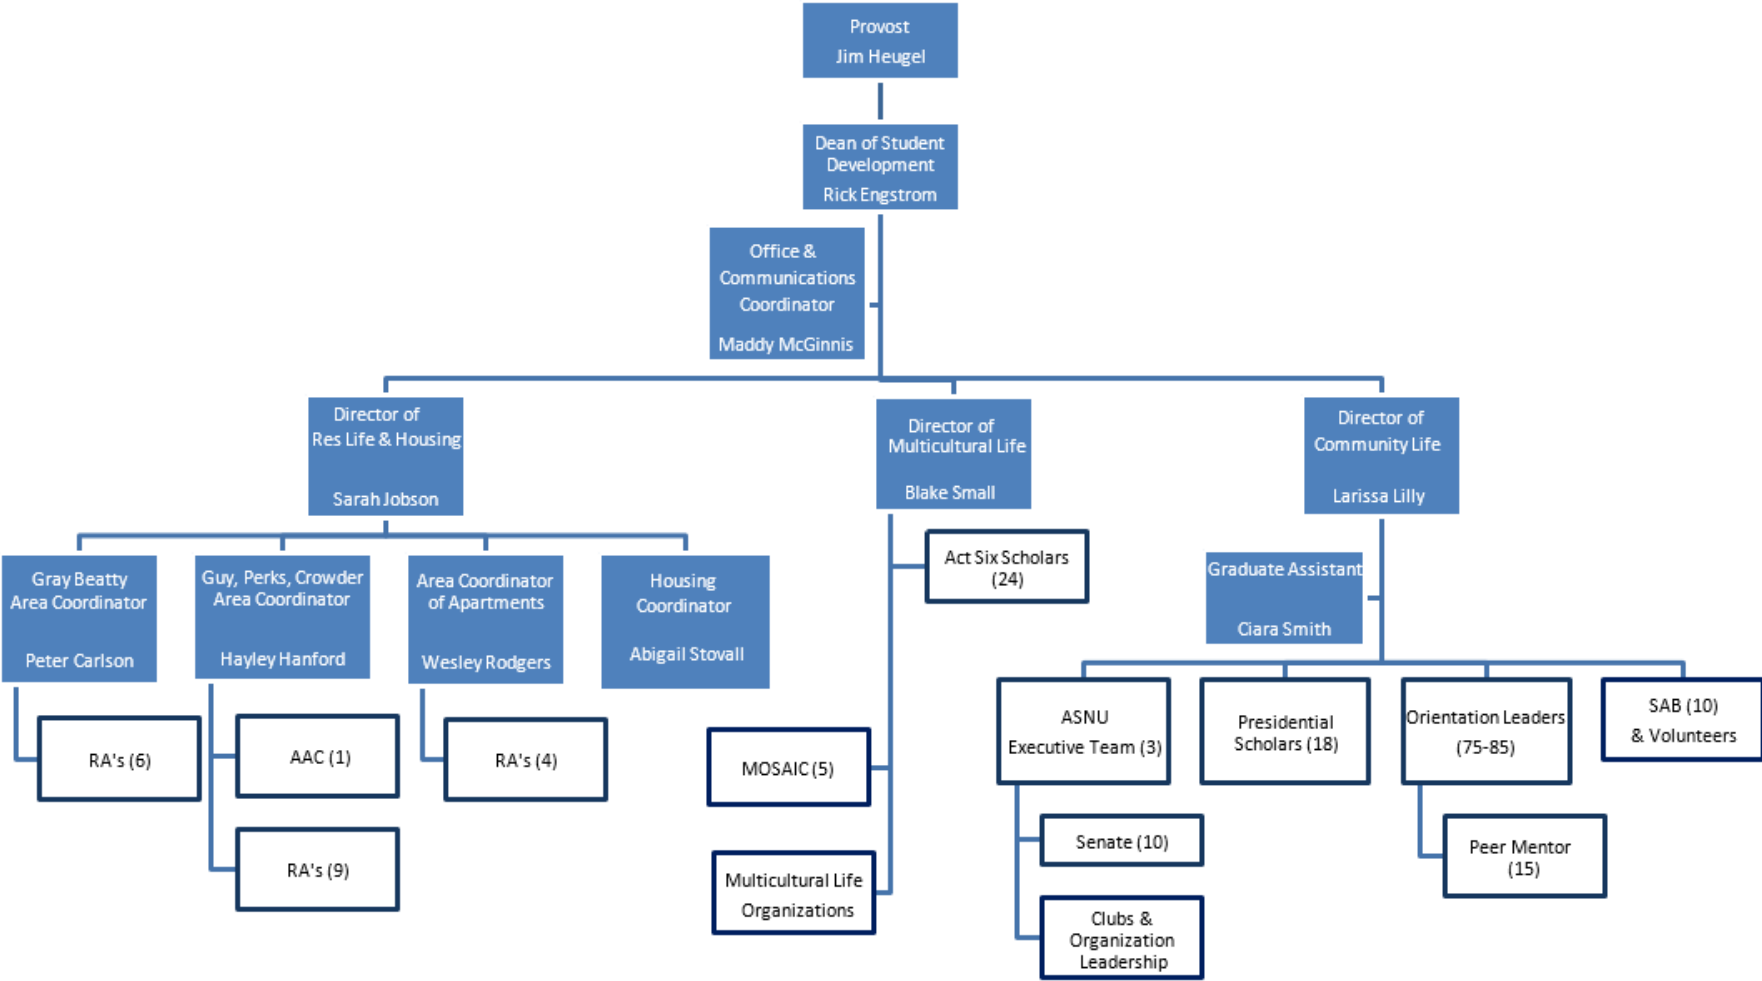 Provost
Jim Heugel
Dean of Student
Development
Rick Engstrom
Office &
Communications
Coordinator
Maddy McGinnis
Director of
Res Life & Housing
Sarah Jobson
Director of
Multicultural Life
Blake Small
Director of
Community Life
Larissa Lilly
Gray Beatty
Area Coordinator
Peter Carlson
Guy, Perks, Crowder
Area Coordinator
Hayley Hanford
Area Coordinator
of Apartments
Wesley Rodgers
Housing
Coordinator
Abigail Stovall
Act Six Scholars
(24)
Graduate Assistant
Ciara Smith
RA's (6)
AAC (1)
RA's (4)
RA's (9)
MOSAIC (5)
Multicultural Life
Organizations
ASNU
Executive Team (3)
Presidential
Scholars (18)
Orientation Leaders
(75-85)
SAB (10)
& Volunteers
Senate (10)
Peer Mentor
(15)
Clubs &
Organization
Leadership